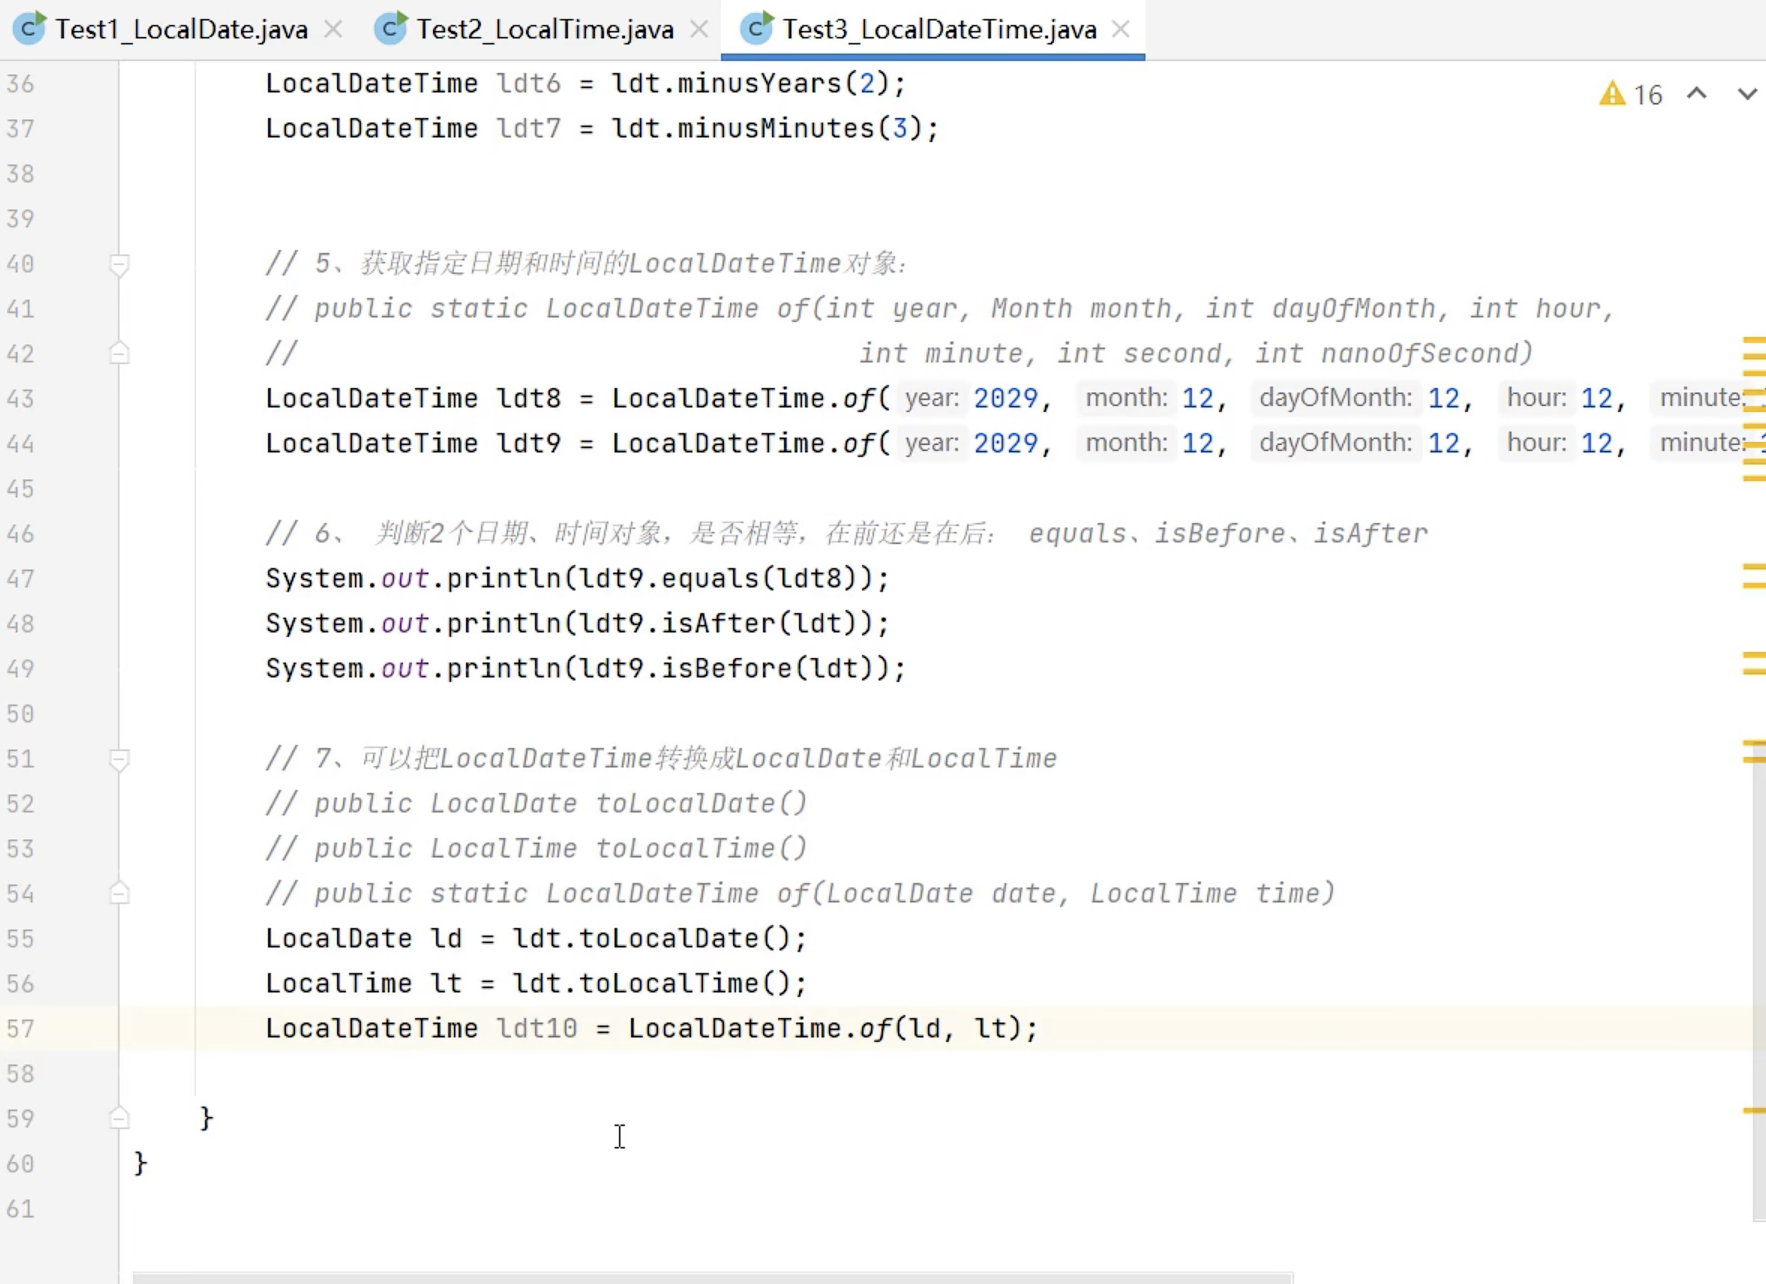 Test1_LocalDate.java Test2_LocalTime.java Test3_LocalDateTime.java
16
36 LocalDateTime ldt6 = ldt.minusYears(2);
37 LocalDateTime ldt7 = ldt.minusMinutes(3);
38
39
40 // 5、获取指定日期和时间的LocalDateTime对象：
41 // public static LocalDateTime of(int year, Month month, int dayOfMonth, int hour,
42 // int minute, int second, int nanoOfSecond)
43 LocalDateTime ldt8 = LocalDateTime.of( year: 2029, month: 12, dayOfMonth: 12, hour: 12, minute:
44 LocalDateTime ldt9 = LocalDateTime.of( year: 2029, month: 12, dayOfMonth: 12, hour: 12, minute:
45
46 // 6、 判断2个日期、时间对象，是否相等，在前还是在后： equals、isBefore、isAfter
47 System.out.println(ldt9.equals(ldt8));
48 System.out.println(ldt9.isAfter(ldt));
49 System.out.println(ldt9.isBefore(ldt));
50
51 // 7、可以把LocalDateTime转换成LocalDate和LocalTime
52 // public LocalDate toLocalDate()
53 // public LocalTime toLocalTime()
54 // public static LocalDateTime of(LocalDate date, LocalTime time)
55 LocalDate ld = ldt.toLocalDate();
56 LocalTime lt = ldt.toLocalTime();
57 LocalDateTime ldt10 = LocalDateTime.of(ld, lt);
58
59 }
60 }
61